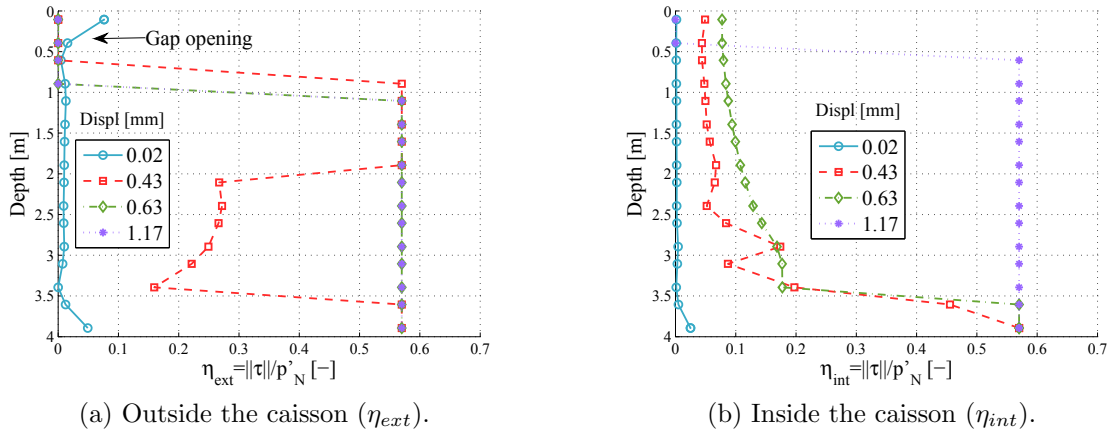 0
0.5
1
1.5
2
2.5
3
3.5
4
Depth [m]
Gap opening
Displ [mm]
0.02
0.43
0.63
1.17
0 0.1 0.2 0.3 0.4 0.5 0.6 0.7
η_ext=||τ||/p'_N [−]
(a) Outside the caisson (η_ext).
0
0.5
1
1.5
2
2.5
3
3.5
4
Depth [m]
Displ [mm]
0.02
0.43
0.63
1.17
0 0.1 0.2 0.3 0.4 0.5 0.6 0.7
η_int=||τ||/p'_N [−]
(b) Inside the caisson (η_int).